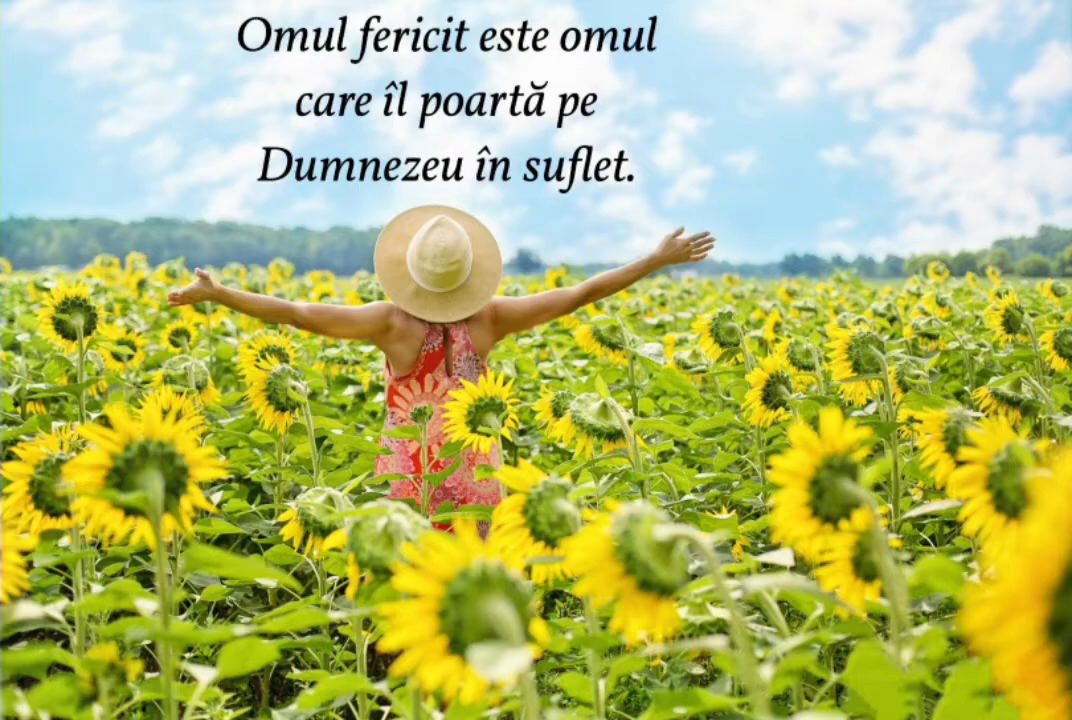 Omul fericit este omul
care îl poartă pe
Dumnezeu în suflet.